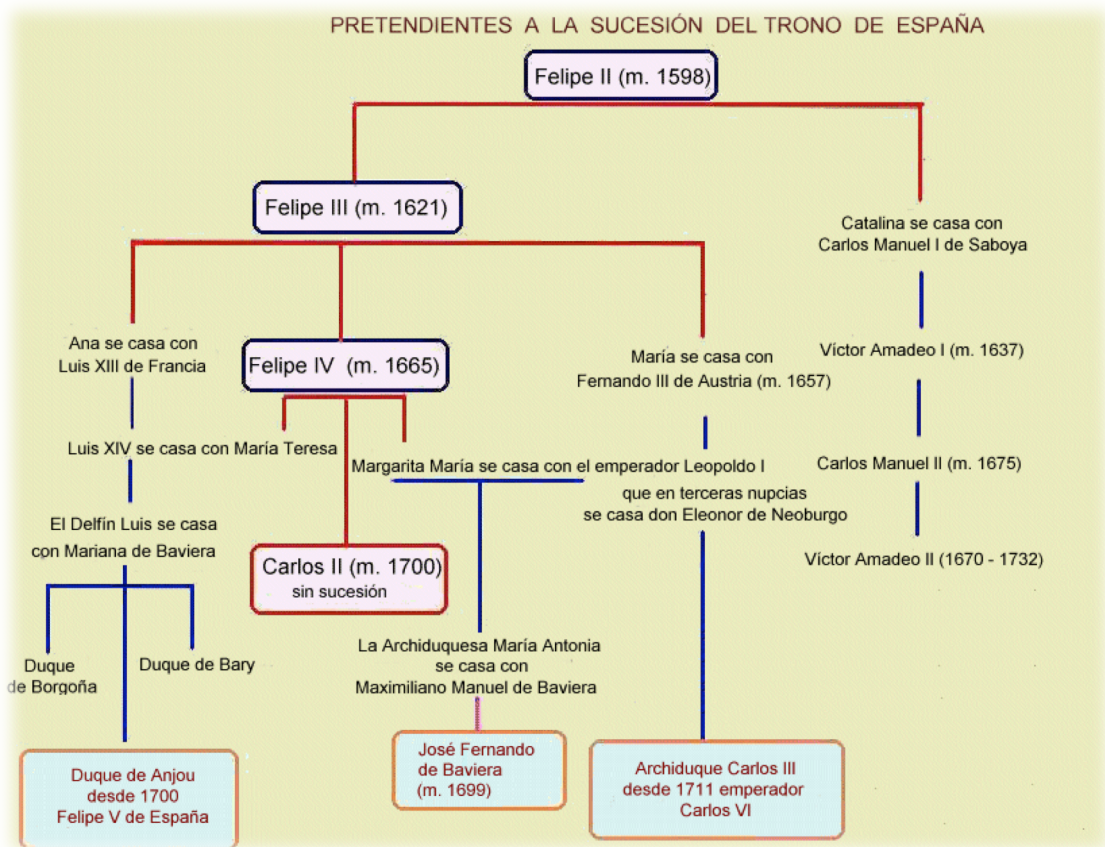 PRETENDIENTES A LA SUCESIÓN DEL TRONO DE ESPAÑA
Felipe II (m. 1598)
Felipe III (m. 1621)
Catalina se casa con
Carlos Manuel I de Saboya
Ana se casa con
Luis XIII de Francia
Felipe IV (m. 1665)
María se casa con
Fernando III de Austria (m. 1657)
Víctor Amadeo I (m. 1637)
Luis XIV se casa con María Teresa
Margarita María se casa con el emperador Leopoldo I
que en terceras nupcias
se casa don Eleonor de Neoburgo
Carlos Manuel II (m. 1675)
El Delfín Luis se casa
con Mariana de Baviera
Carlos II (m. 1700)
sin sucesión
Víctor Amadeo II (1670 - 1732)
Duque
de Borgoña
Duque de Bary
La Archiduquesa María Antonia
se casa con
Maximiliano Manuel de Baviera
Duque de Anjou
desde 1700
Felipe V de España
José Fernando
de Baviera
(m. 1699)
Archiduque Carlos III
desde 1711 emperador
Carlos VI